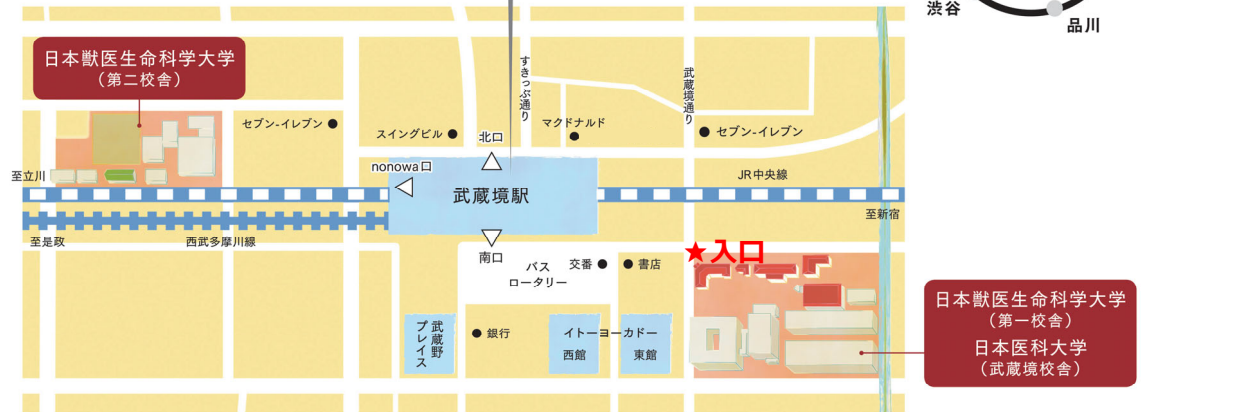 渋谷
品川
日本獣医生命科学大学
（第二校舎）
すきっぷ通り
武蔵境通り
セブン-イレブン
スイングビル
北口
マクドナルド
セブン-イレブン
nonowa口
至立川
武蔵境駅
JR中央線
至新宿
至是政
西武多摩川線
南口
バス
ロータリー
交番
書店
★入口
武蔵野
プレイス
銀行
イトーヨーカドー
西館
東館
日本獣医生命科学大学
（第一校舎）
日本医科大学
（武蔵境校舎）